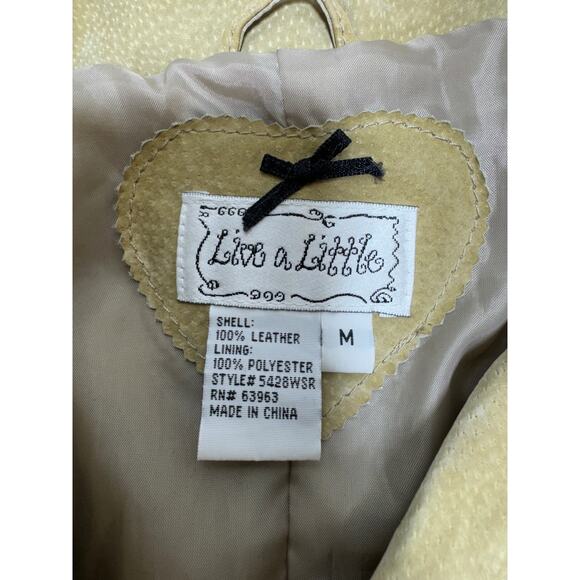 Live a Little
SHELL:
100% LEATHER
LINING:
100% POLYESTER
STYLE# 5428WSR
RN# 63963
MADE IN CHINA
M